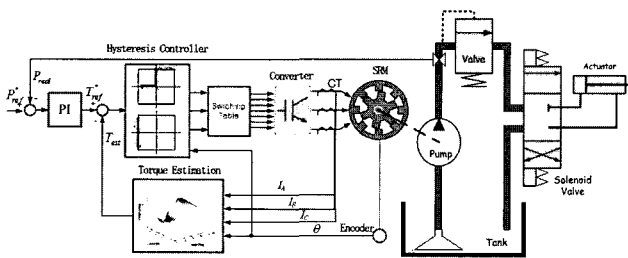 Hysteresis Controller
P_real
P*_ref
PI
T*_ref
T_est
Switching Table
Converter
CT
SRM
Valve
Actuator
Pump
Solenoid Valve
Torque Estimation
I_A
I_B
I_C
θ
Encoder
Tank